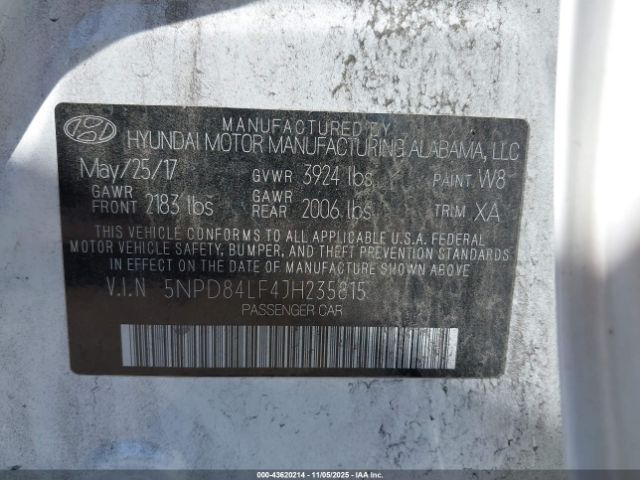 MANUFACTURED BY
HYUNDAI MOTOR MANUFACTURING ALABAMA, LLC
May/25/17 GVWR 3924 lbs PAINT W8
GAWR FRONT 2183 lbs GAWR REAR 2006 lbs TRIM XA
THIS VEHICLE CONFORMS TO ALL APPLICABLE U.S.A. FEDERAL
MOTOR VEHICLE SAFETY, BUMPER, AND THEFT PREVENTION STANDARDS
IN EFFECT ON THE DATE OF MANUFACTURE SHOWN ABOVE.
V.I.N 5NPD84LF4JH235815
PASSENGER CAR
000-43620214 - 11/05/2025 - IAAI.COM